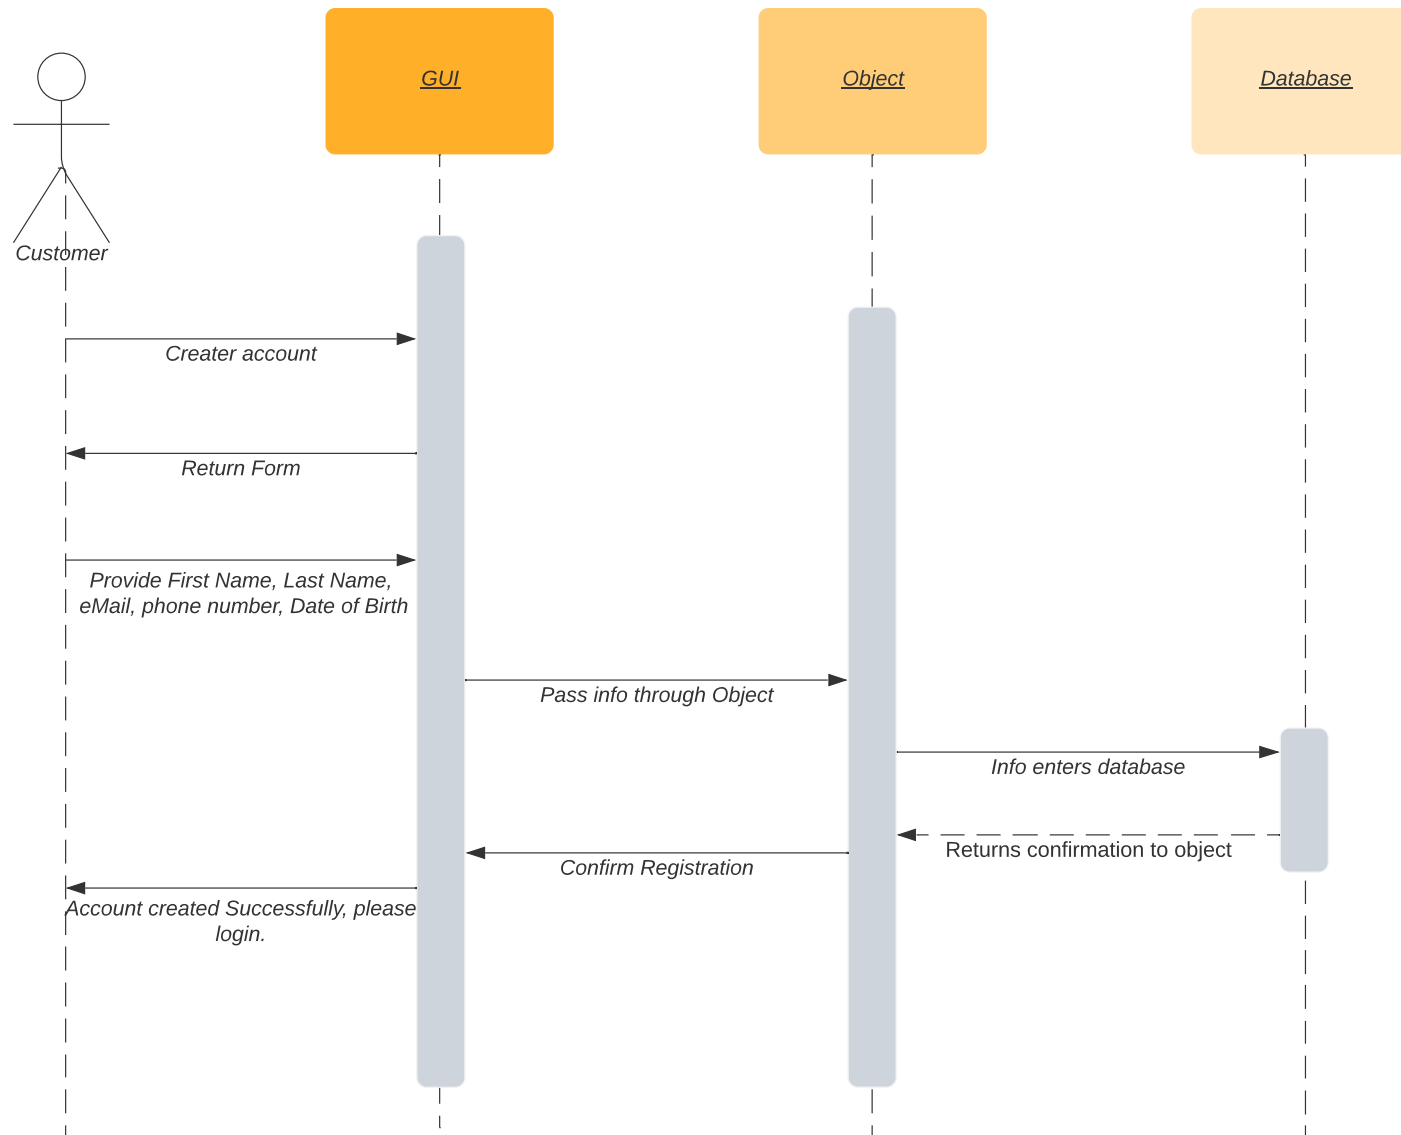 GUI
Object
Database
Customer
Creater account
Return Form
Provide First Name, Last Name,
eMail, phone number, Date of Birth
Pass info through Object
Info enters database
Returns confirmation to object
Confirm Registration
Account created Successfully, please
login.